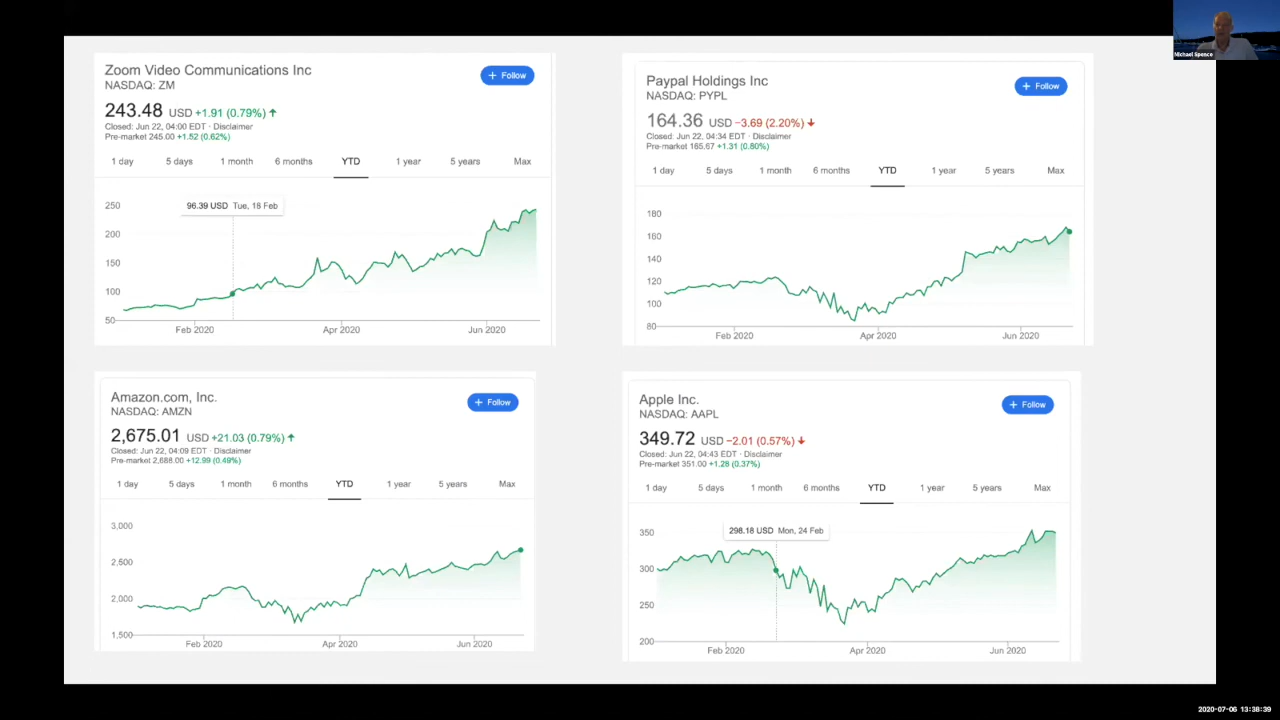 Michael Spence
Zoom Video Communications Inc
NASDAQ: ZM
+ Follow
243.48 USD +1.91 (0.79%) ↑
Closed: Jun 22, 04:00 EDT · Disclaimer
Pre-market 245.00 +1.52 (0.62%)
1 day 5 days 1 month 6 months YTD 1 year 5 years Max
96.39 USD Tue, 18 Feb
250
200
150
100
50
Feb 2020 Apr 2020 Jun 2020
Paypal Holdings Inc
NASDAQ: PYPL
+ Follow
164.36 USD −3.69 (2.20%) ↓
Closed: Jun 22, 04:34 EDT · Disclaimer
Pre-market 165.67 +1.31 (0.80%)
1 day 5 days 1 month 6 months YTD 1 year 5 years Max
180
160
140
120
100
80
Feb 2020 Apr 2020 Jun 2020
Amazon.com, Inc.
NASDAQ: AMZN
+ Follow
2,675.01 USD +21.03 (0.79%) ↑
Closed: Jun 22, 04:09 EDT · Disclaimer
Pre-market 2,688.00 +12.99 (0.49%)
1 day 5 days 1 month 6 months YTD 1 year 5 years Max
3,000
2,500
2,000
1,500
Feb 2020 Apr 2020 Jun 2020
Apple Inc.
NASDAQ: AAPL
+ Follow
349.72 USD −2.01 (0.57%) ↓
Closed: Jun 22, 04:43 EDT · Disclaimer
Pre-market 351.00 +1.28 (0.37%)
1 day 5 days 1 month 6 months YTD 1 year 5 years Max
298.18 USD Mon, 24 Feb
350
300
250
200
Feb 2020 Apr 2020 Jun 2020
2020-07-06 13:38:39